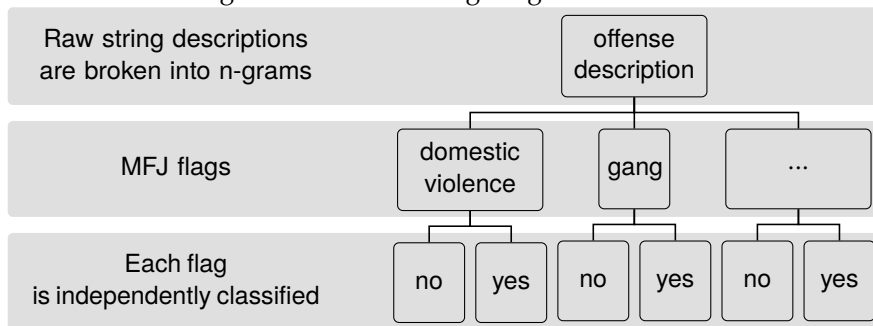 Raw string descriptions
are broken into n-grams
offense
description
MFJ flags
domestic
violence
gang
...
Each flag
is independently classified
no
yes
no
yes
no
yes